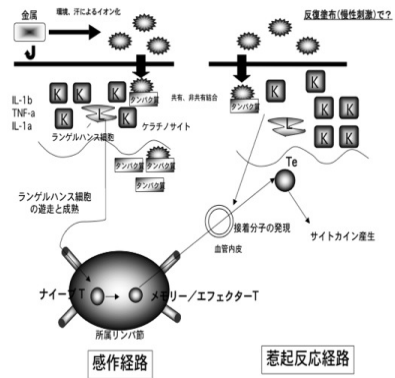 金属
環境、汗によるイオン化
反復塗布(慢性刺激)で?
IL-1b
TNF-a
IL-1a
K
K
K
K
K
タンパク質
共有、非共有結合
ランゲルハンス細胞
ケラチノサイト
タンパク質
タンパク質
タンパク質
タンパク質
K
K
K
K
K
K
Te
ランゲルハンス細胞
の遊走と成熟
接着分子の発現
血管内皮
サイトカイン産生
ナイーブT
メモリー/エフェクターT
所属リンパ節
感作経路
惹起反応経路